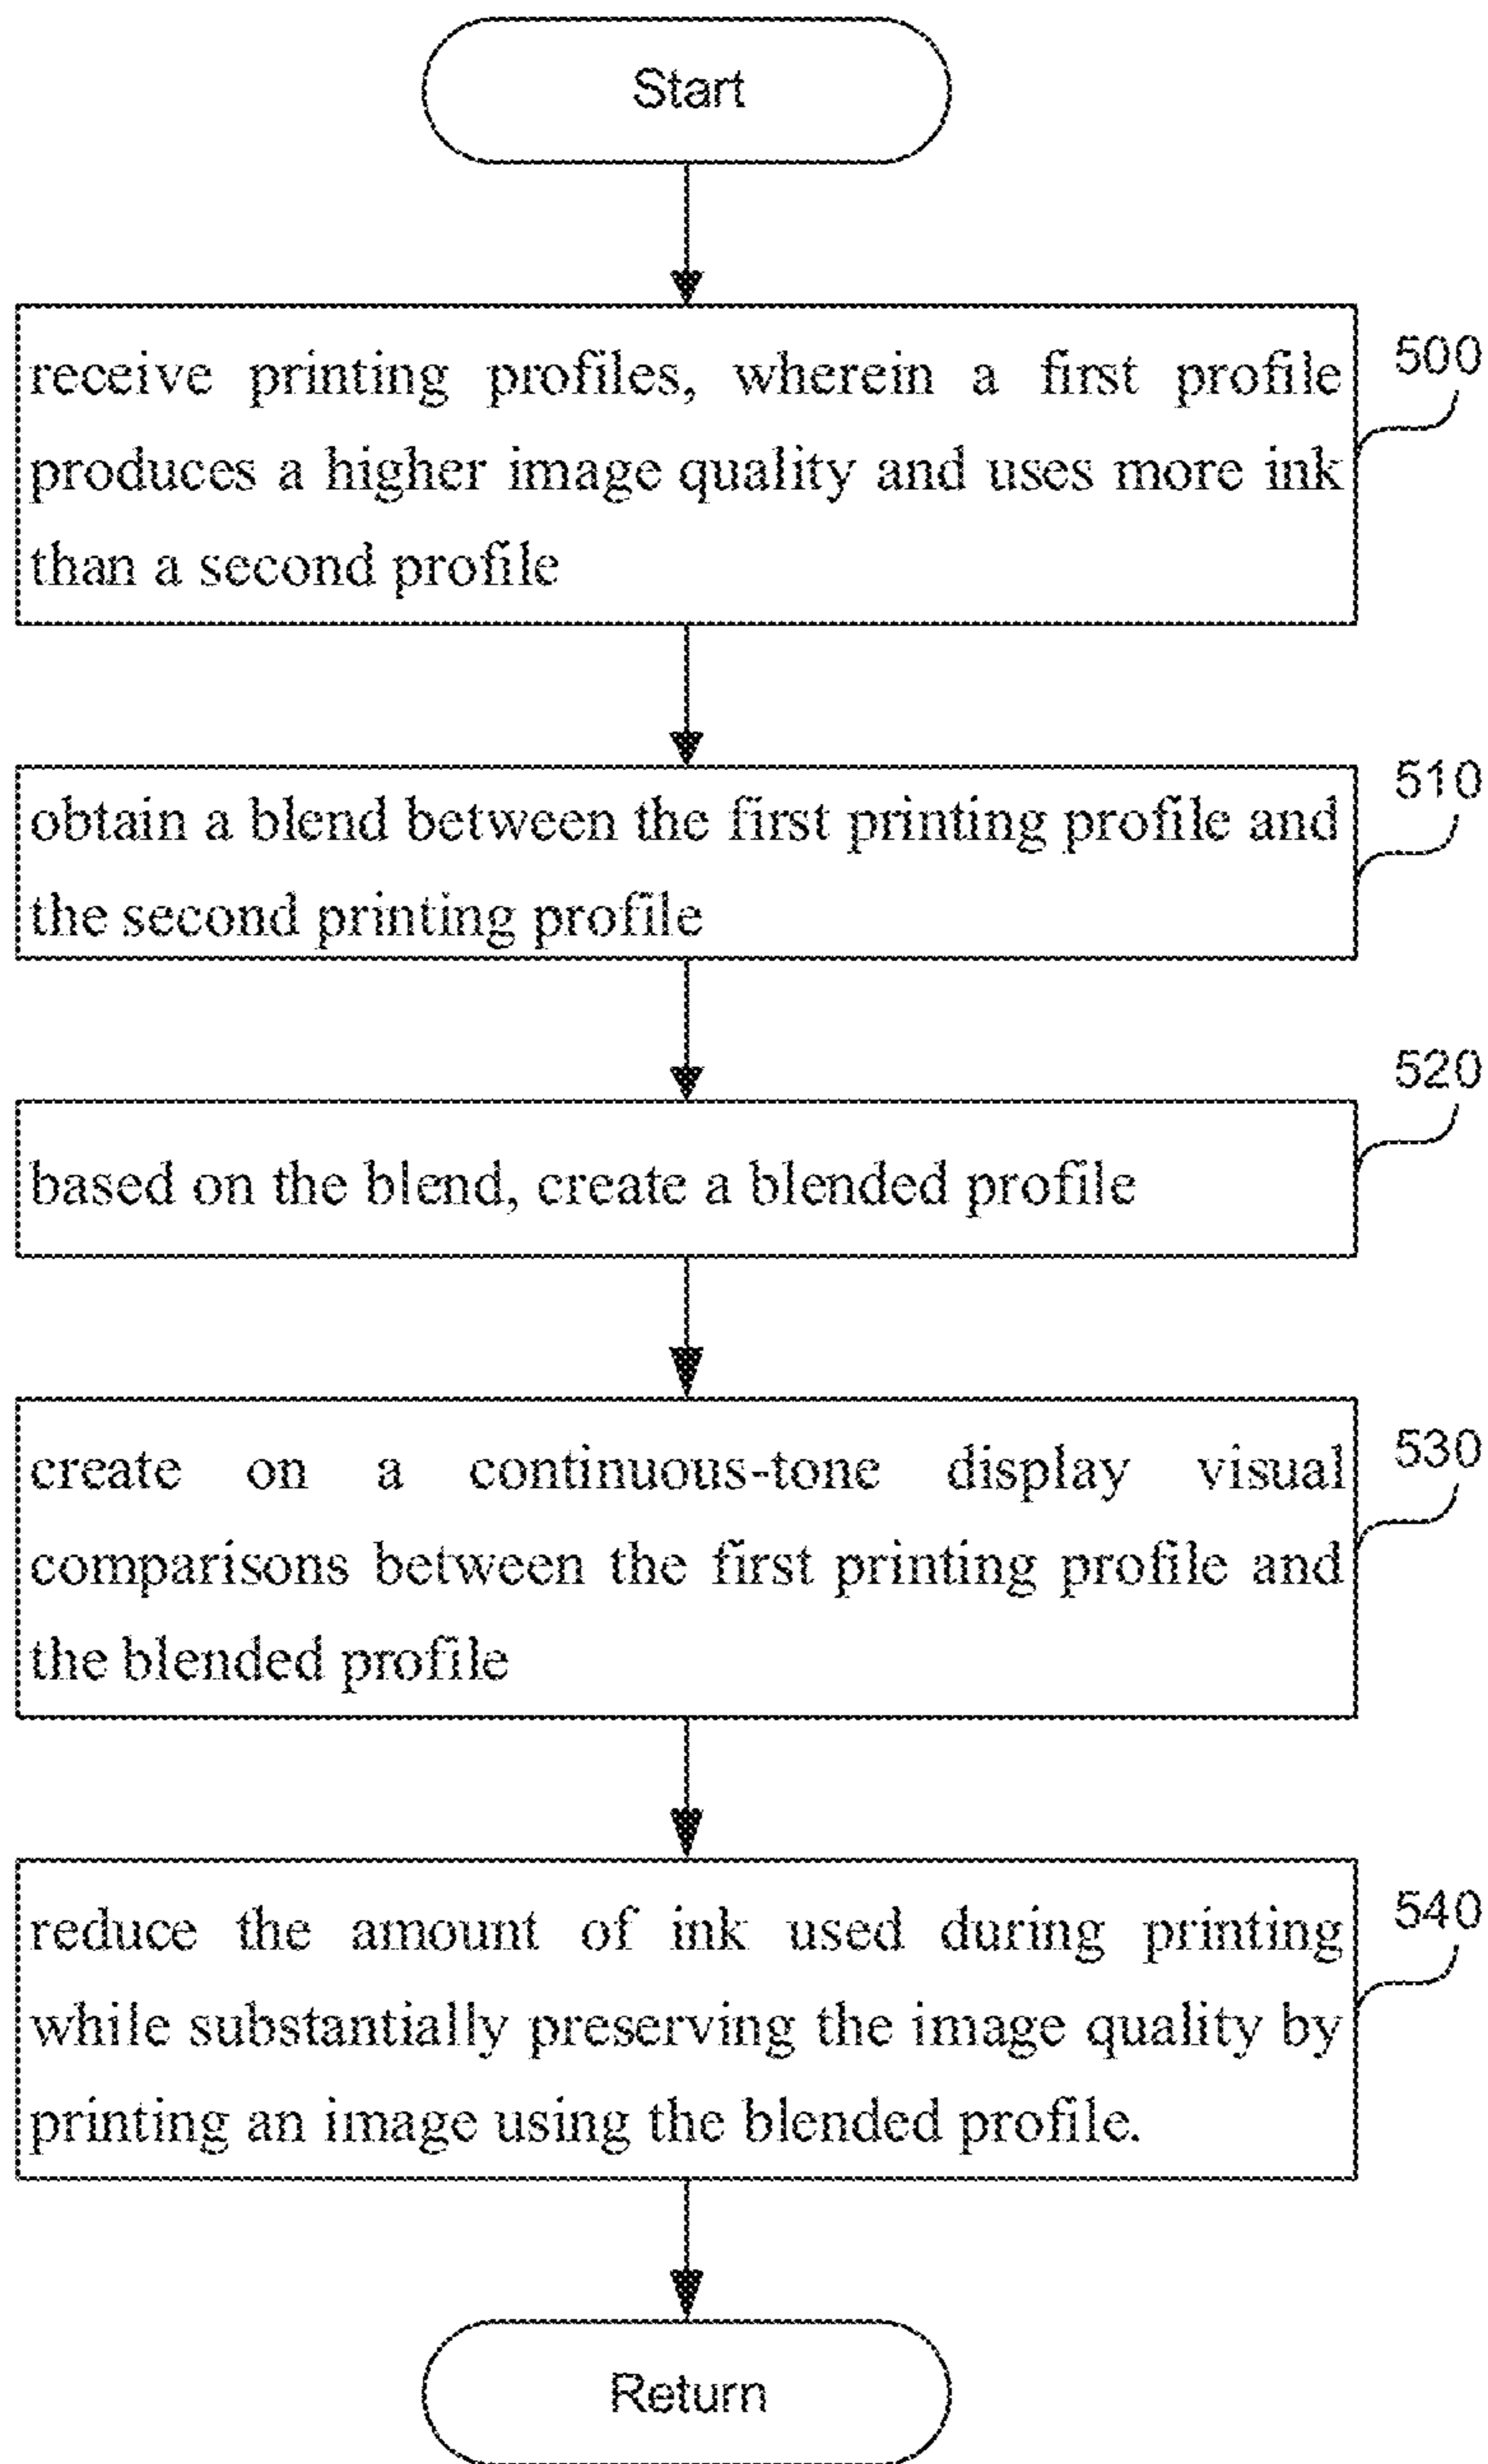 Start
receive printing profiles, wherein a first profile
produces a higher image quality and uses more ink
than a second profile
500
obtain a blend between the first printing profile and
the second printing profile
510
based on the blend, create a blended profile
520
create on a continuous-tone display visual
comparisons between the first printing profile and
the blended profile
530
reduce the amount of ink used during printing
while substantially preserving the image quality by
printing an image using the blended profile.
540
Return